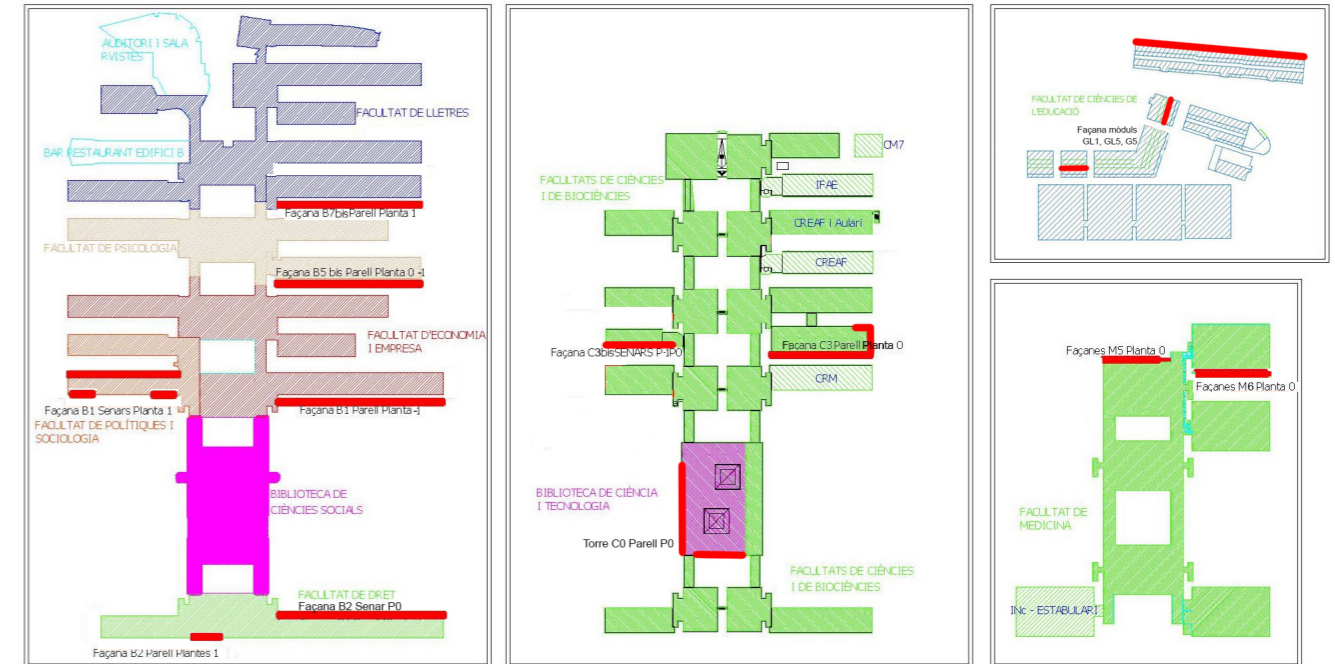 AUDITORI I SALA
RVISTES
FACULTAT DE LLETRES
BAR RESTAURANT EDIFICI B
Façana B7bis Parell Planta 1
FACULTAT DE PSICOLOGIA
Façana B5 bis Parell Planta 0 -1
FACULTAT D'ECONOMIA
I EMPRESA
Façana B1 Senars Planta 1
Façana B1 Parell Planta -1
FACULTAT DE POLÍTIQUES I
SOCIOLOGIA
BIBLIOTECA DE
CIÈNCIES SOCIALS
FACULTAT DE DRET
Façana B2 Senar P0
Façana B2 Parell Plantes 1
CM7
FACULTATS DE CIÈNCIES
I DE BIOCIÈNCIES
IFAE
CREAF i Aulari
CREAF
Façana C3bisSENARS P-IP0
Façana C3 Parell Planta 0
CRM
BIBLIOTECA DE CIÈNCIA
I TECNOLOGIA
Torre C0 Parell P0
FACULTATS DE CIÈNCIES
I DE BIOCIÈNCIES
FACULTAT DE CIÈNCIES DE
L'EDUCACIÓ
Façana mòduls
GL1, GL5, G5
Façanes M5 Planta 0
Façanes M6 Planta 0
FACULTAT DE
MEDICINA
INc - ESTABULARI